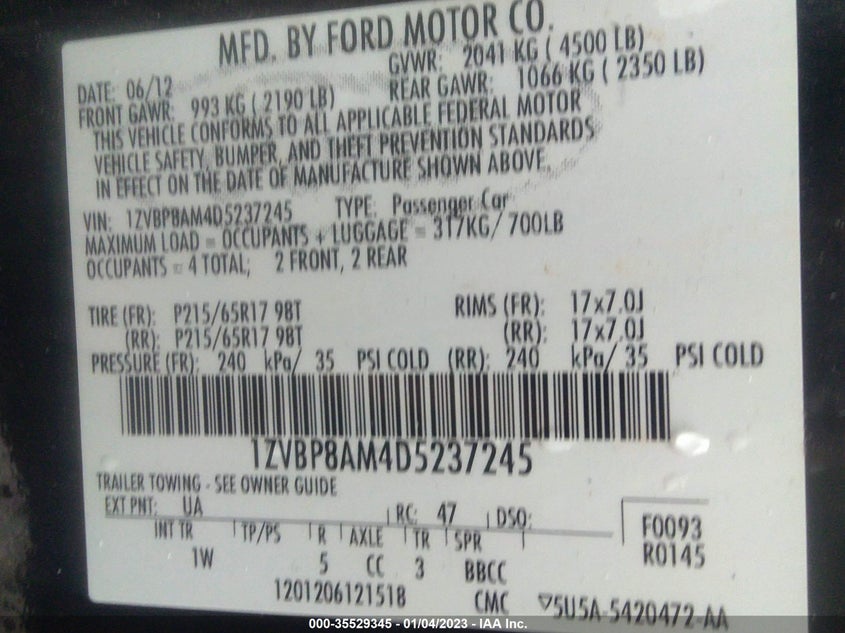 MFD. BY FORD MOTOR CO.
DATE: 06/12 GVWR: 2041 KG ( 4500 LB)
FRONT GAWR: 993 KG ( 2190 LB) REAR GAWR: 1066 KG ( 2350 LB)
THIS VEHICLE CONFORMS TO ALL APPLICABLE FEDERAL MOTOR
VEHICLE SAFETY, BUMPER, AND THEFT PREVENTION STANDARDS
IN EFFECT ON THE DATE OF MANUFACTURE SHOWN ABOVE.
VIN: 1ZVBP8AM4D5237245 TYPE: Passenger Car
MAXIMUM LOAD = OCCUPANTS + LUGGAGE = 317KG/ 700LB
OCCUPANTS = 4 TOTAL; 2 FRONT, 2 REAR
TIRE (FR): P215/65R17 98T RIMS (FR): 17x7.0J
(RR): P215/65R17 98T (RR): 17x7.0J
PRESSURE (FR): 240 kPa/ 35 PSI COLD (RR): 240 kPa/ 35 PSI COLD
1ZVBP8AM4D5237245
TRAILER TOWING - SEE OWNER GUIDE
EXT PNT: UA RC: 47 DSO: F0093
INT TR TP/PS R AXLE TR SPR R0145
1W 5 CC 3 BBCC
1201206121518 CMC 5U5A-5420472-AA
000-35529345 - 01/04/2023 - IAA Inc.